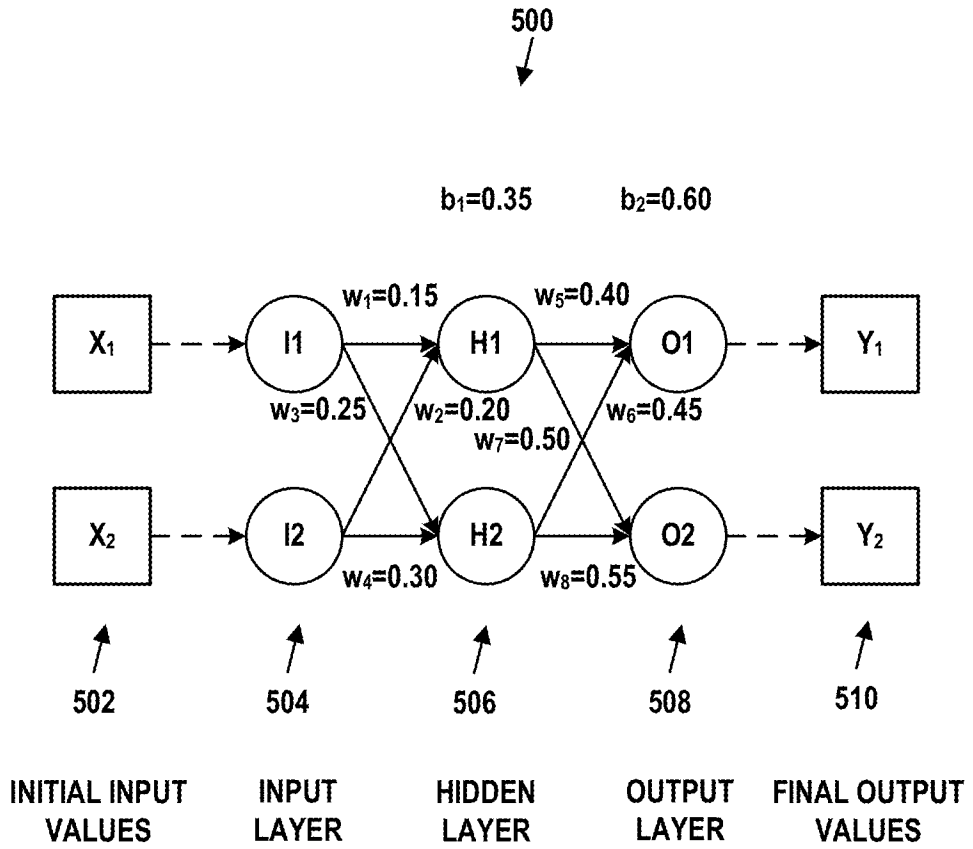 500
b₁=0.35 b₂=0.60
w₁=0.15 w₅=0.40
X₁ I1 H1 O1 Y₁
w₃=0.25 w₂=0.20 w₆=0.45
w₇=0.50
X₂ I2 H2 O2 Y₂
w₄=0.30 w₈=0.55
502 504 506 508 510
INITIAL INPUT INPUT HIDDEN OUTPUT FINAL OUTPUT
VALUES LAYER LAYER LAYER VALUES